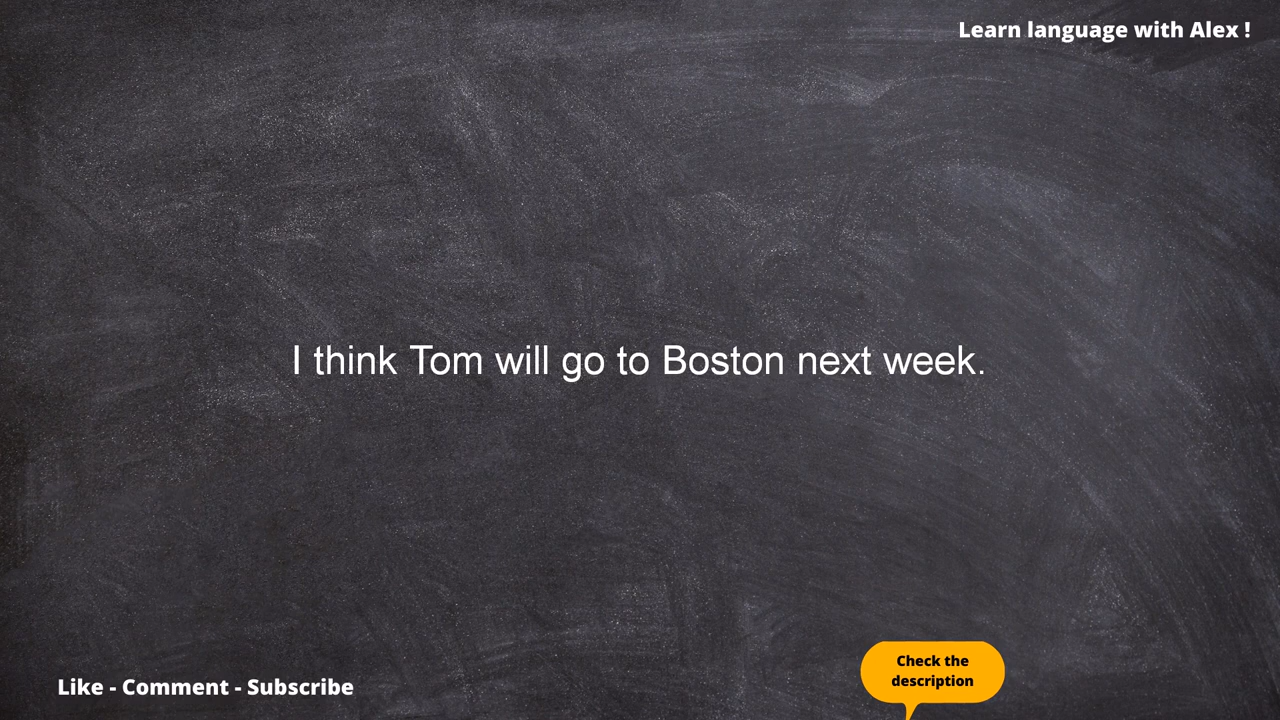 Learn language with Alex !
I think Tom will go to Boston next week.
Check the
description
Like - Comment - Subscribe